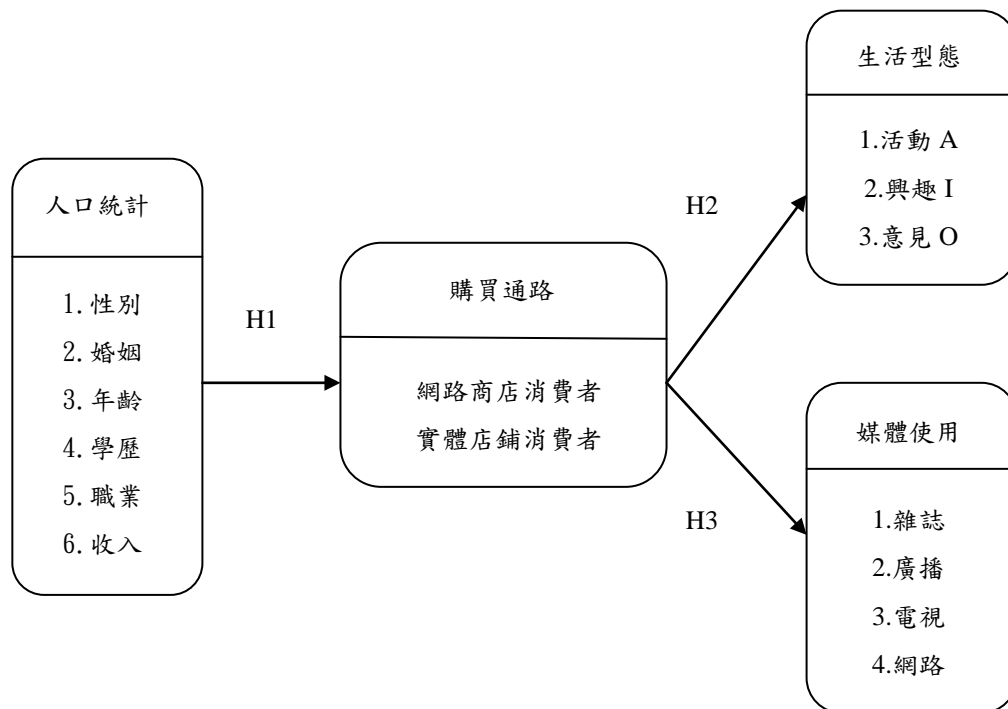 人口統計
1.性別
2.婚姻
3.年齡
4.學歷
5.職業
6.收入
H1
購買通路
網路商店消費者
實體店鋪消費者
H2
生活型態
1.活動 A
2.興趣 I
3.意見 O
H3
媒體使用
1.雜誌
2.廣播
3.電視
4.網路